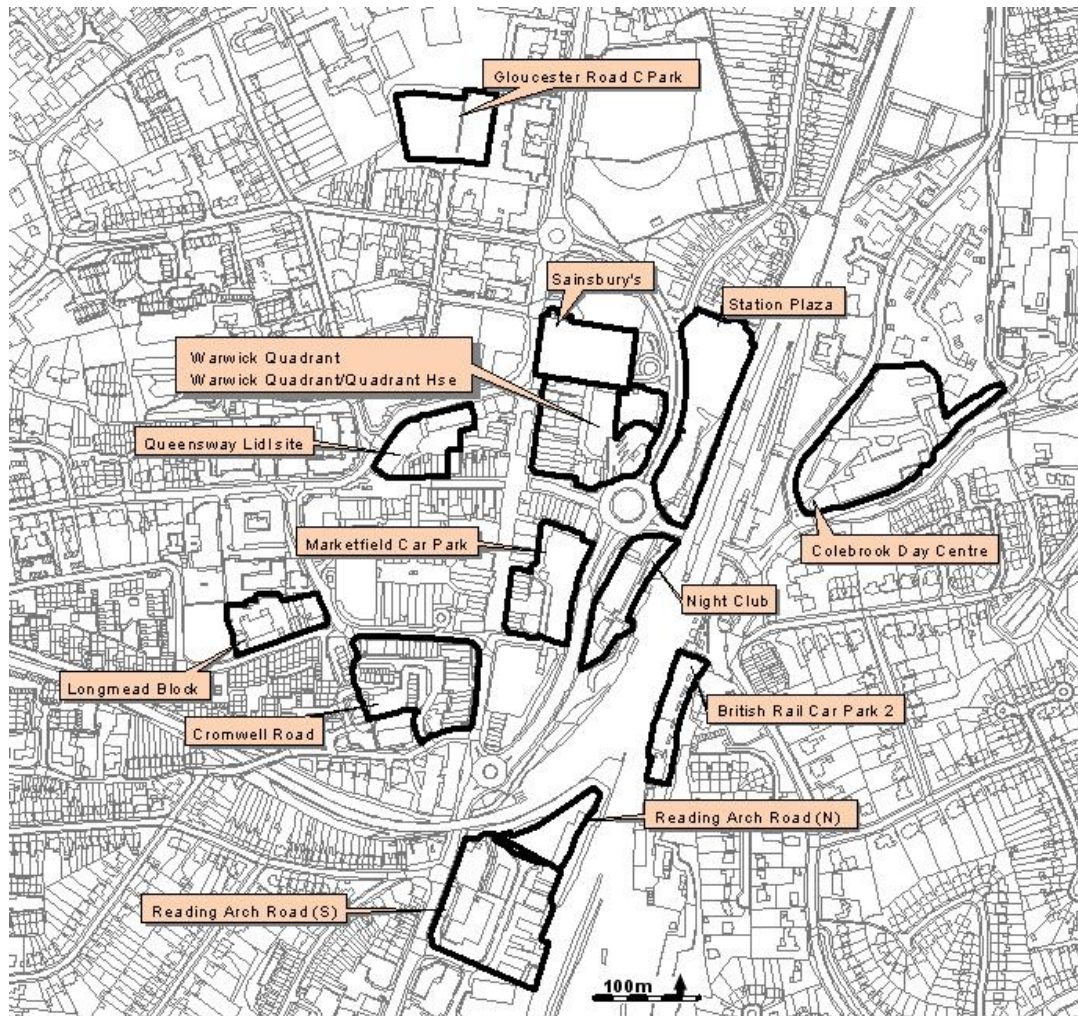 Gloucester Road C Park
Sainsbury's
Station Plaza
Warwick Quadrant
Warwick Quadrant/Quadrant Hse
Queensway Lidl site
Marketfield Car Park
Colebrook Day Centre
Night Club
Longmead Block
British Rail Car Park 2
Cromwell Road
Reading Arch Road (N)
Reading Arch Road (S)
100m